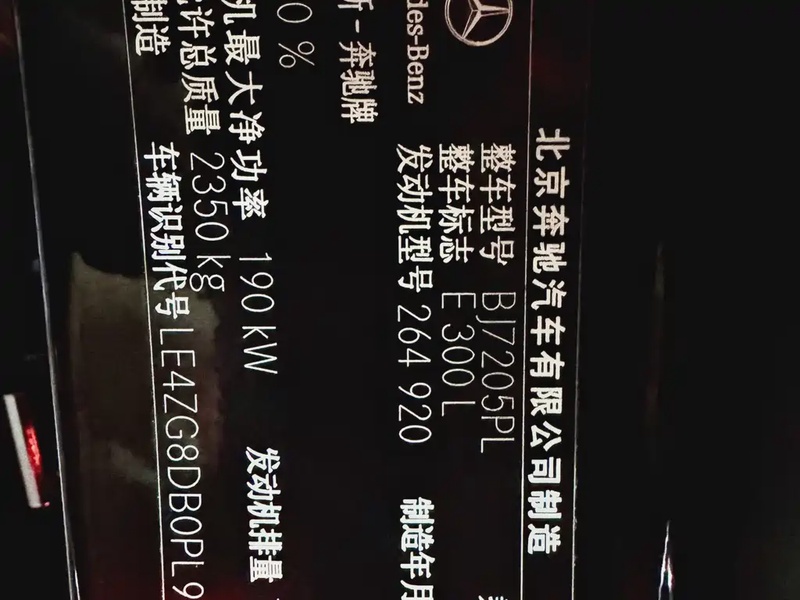 北京奔驰汽车有限公司制造
des-Benz
整车型号 BJ7205PL
整车标志 E 300 L
发动机型号 264 920 制造年月
斯-奔驰牌
0 %
机最大净功率 190 kW 发动机排量
允许总质量 2350 kg
制造
车辆识别代号 LE4ZG8DB0PL9